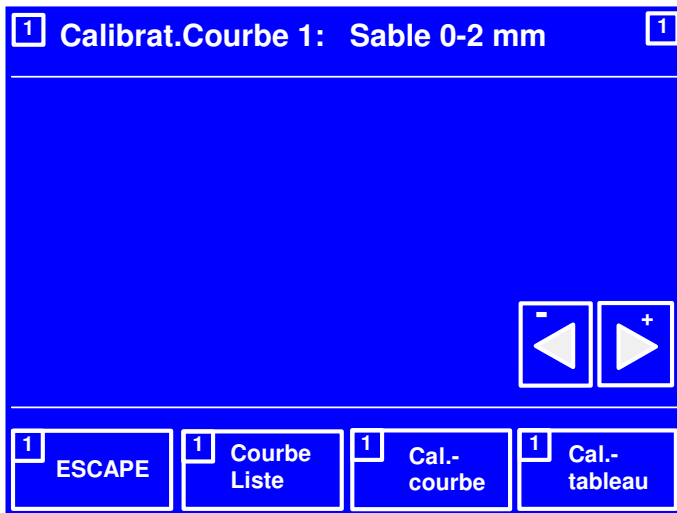 1 Calibrat.Courbe 1: Sable 0-2 mm 1
- +
1 ESCAPE
1 Courbe
Liste
1 Cal.-
courbe
1 Cal.-
tableau